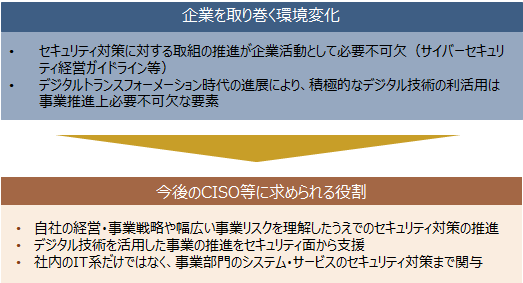 企業を取り巻く環境変化
• セキュリティ対策に対する取組の推進が企業活動として必要不可欠（サイバーセキュリ
ティ経営ガイドライン等）
• デジタルトランスフォーメーション時代の進展により、積極的なデジタル技術の利活用は
事業推進上必要不可欠な要素
今後のCISO等に求められる役割
• 自社の経営・事業戦略や幅広い事業リスクを理解したうえでのセキュリティ対策の推進
• デジタル技術を活用した事業の推進をセキュリティ面から支援
• 社内のIT系だけではなく、事業部門のシステム・サービスのセキュリティ対策まで関与